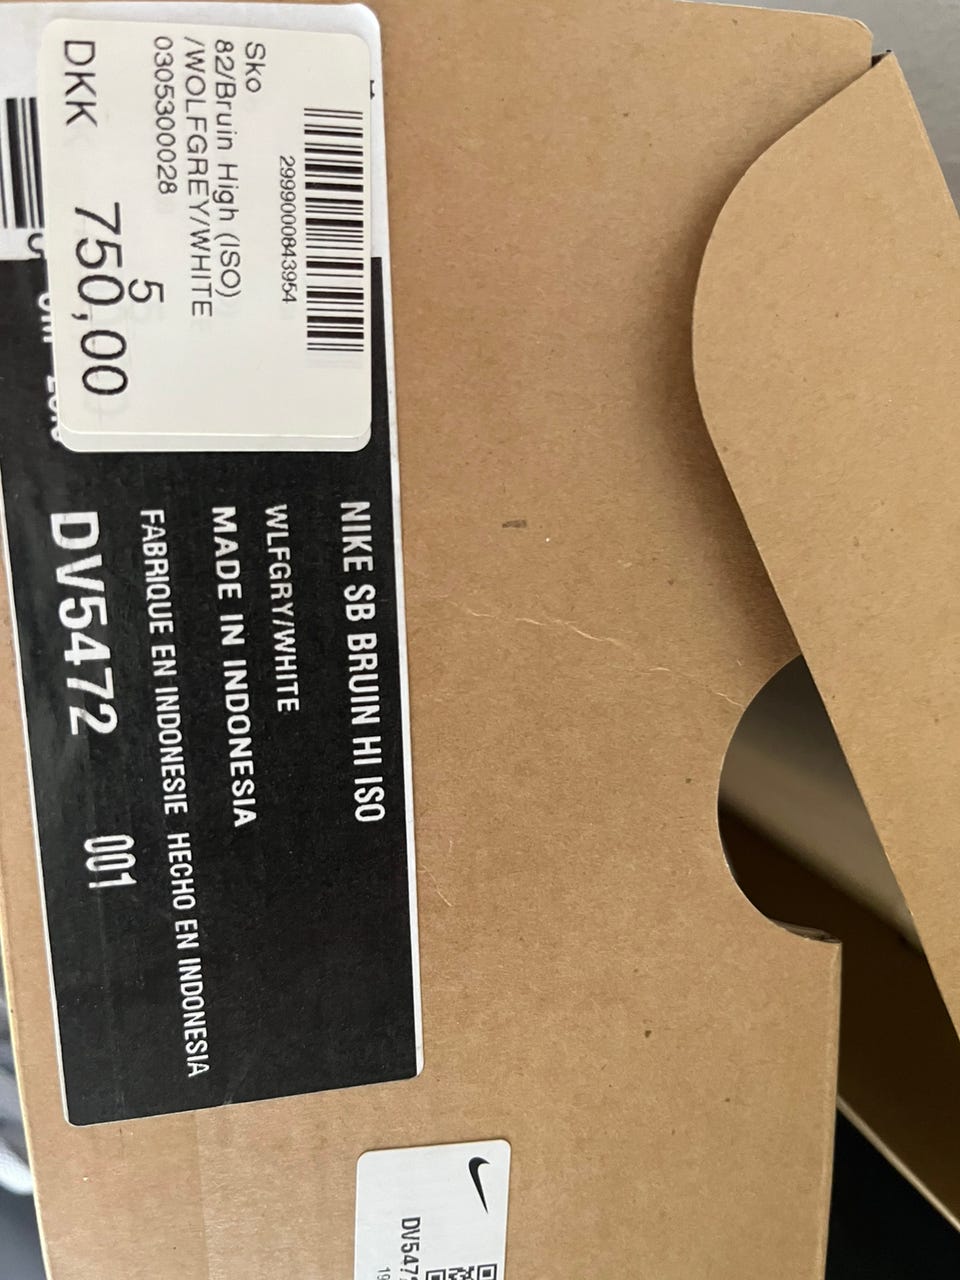 2999000843954
Sko
82/Bruin High (ISO)
/WOLFGREY/WHITE
0305300028
5
DKK 750,00
NIKE SB BRUIN HI ISO
WLFGRY/WHITE
MADE IN INDONESIA
FABRIQUE EN INDONESIE HECHO EN INDONESIA
DV5472 001